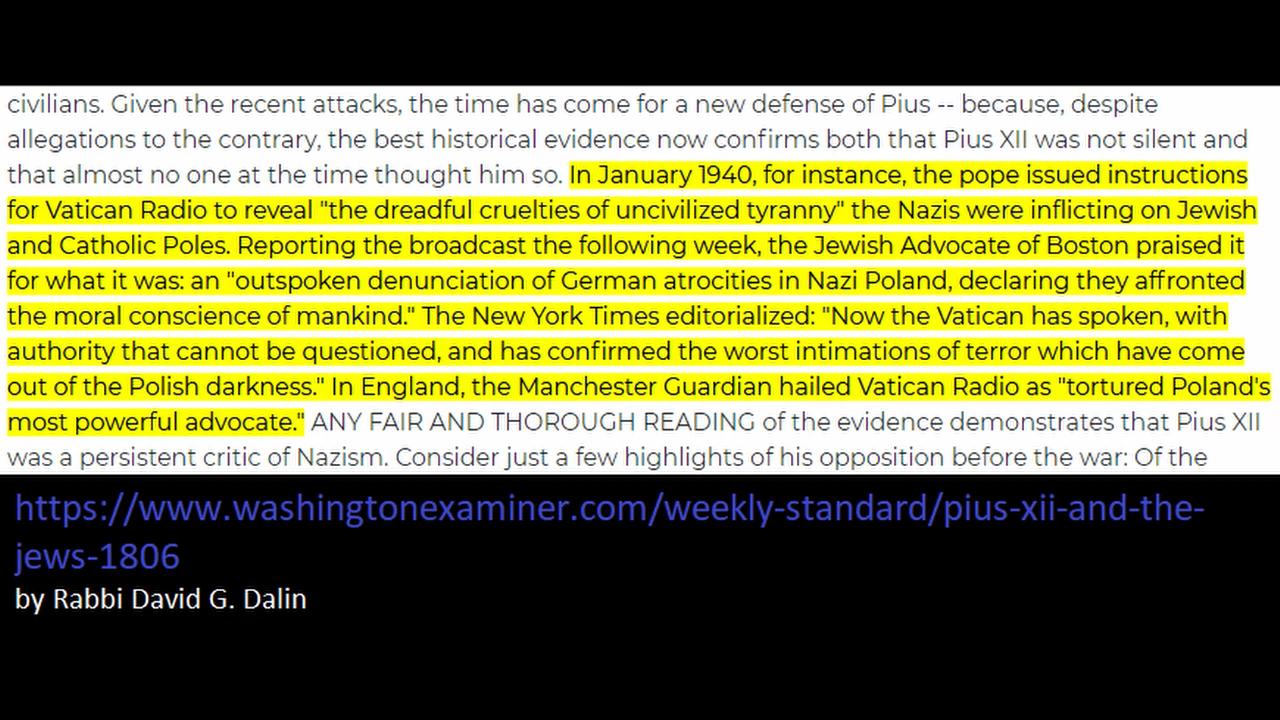 civilians. Given the recent attacks, the time has come for a new defense of Pius -- because, despite
allegations to the contrary, the best historical evidence now confirms both that Pius XII was not silent and
that almost no one at the time thought him so. In January 1940, for instance, the pope issued instructions
for Vatican Radio to reveal "the dreadful cruelties of uncivilized tyranny" the Nazis were inflicting on Jewish
and Catholic Poles. Reporting the broadcast the following week, the Jewish Advocate of Boston praised it
for what it was: an "outspoken denunciation of German atrocities in Nazi Poland, declaring they affronted
the moral conscience of mankind." The New York Times editorialized: "Now the Vatican has spoken, with
authority that cannot be questioned, and has confirmed the worst intimations of terror which have come
out of the Polish darkness." In England, the Manchester Guardian hailed Vatican Radio as "tortured Poland's
most powerful advocate." ANY FAIR AND THOROUGH READING of the evidence demonstrates that Pius XII
was a persistent critic of Nazism. Consider just a few highlights of his opposition before the war: Of the
https://www.washingtonexaminer.com/weekly-standard/pius-xii-and-the-
jews-1806
by Rabbi David G. Dalin